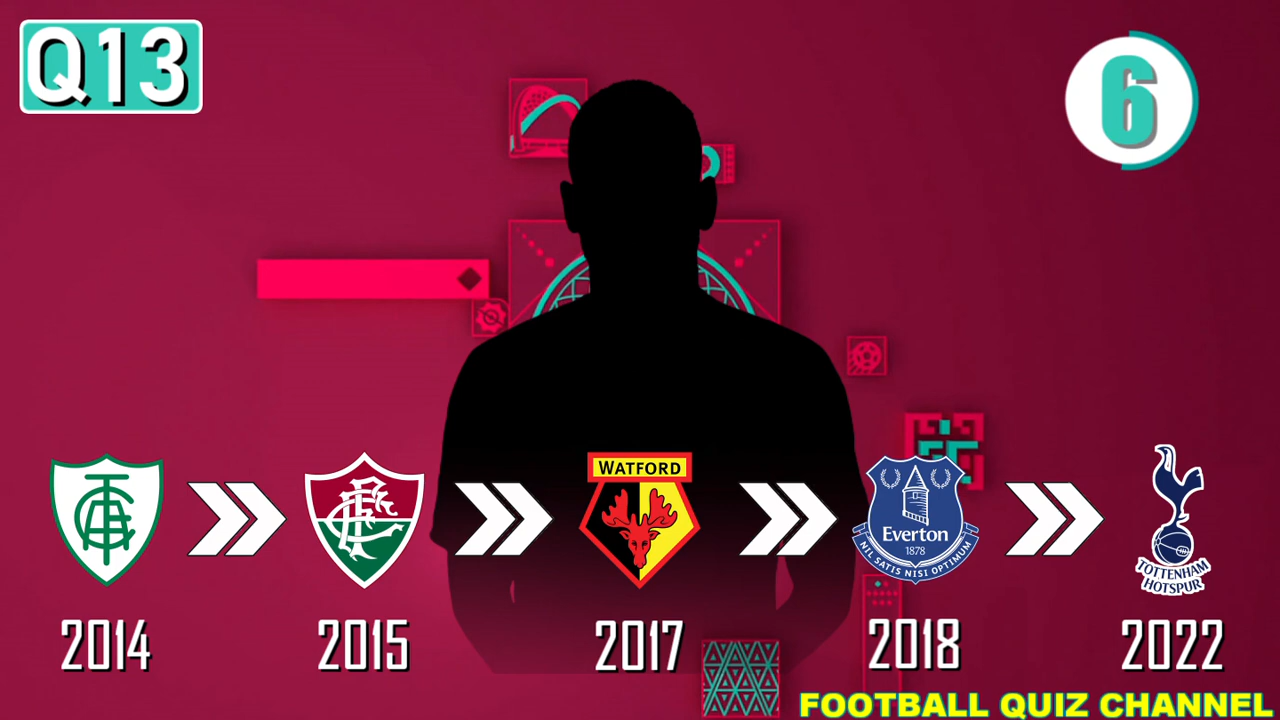 Q13
6
WATFORD
Everton
1878
NIL SATIS NISI OPTIMUM
TOTTENHAM
HOTSPUR
2014
2015
2017
2018
2022
FOOTBALL QUIZ CHANNEL